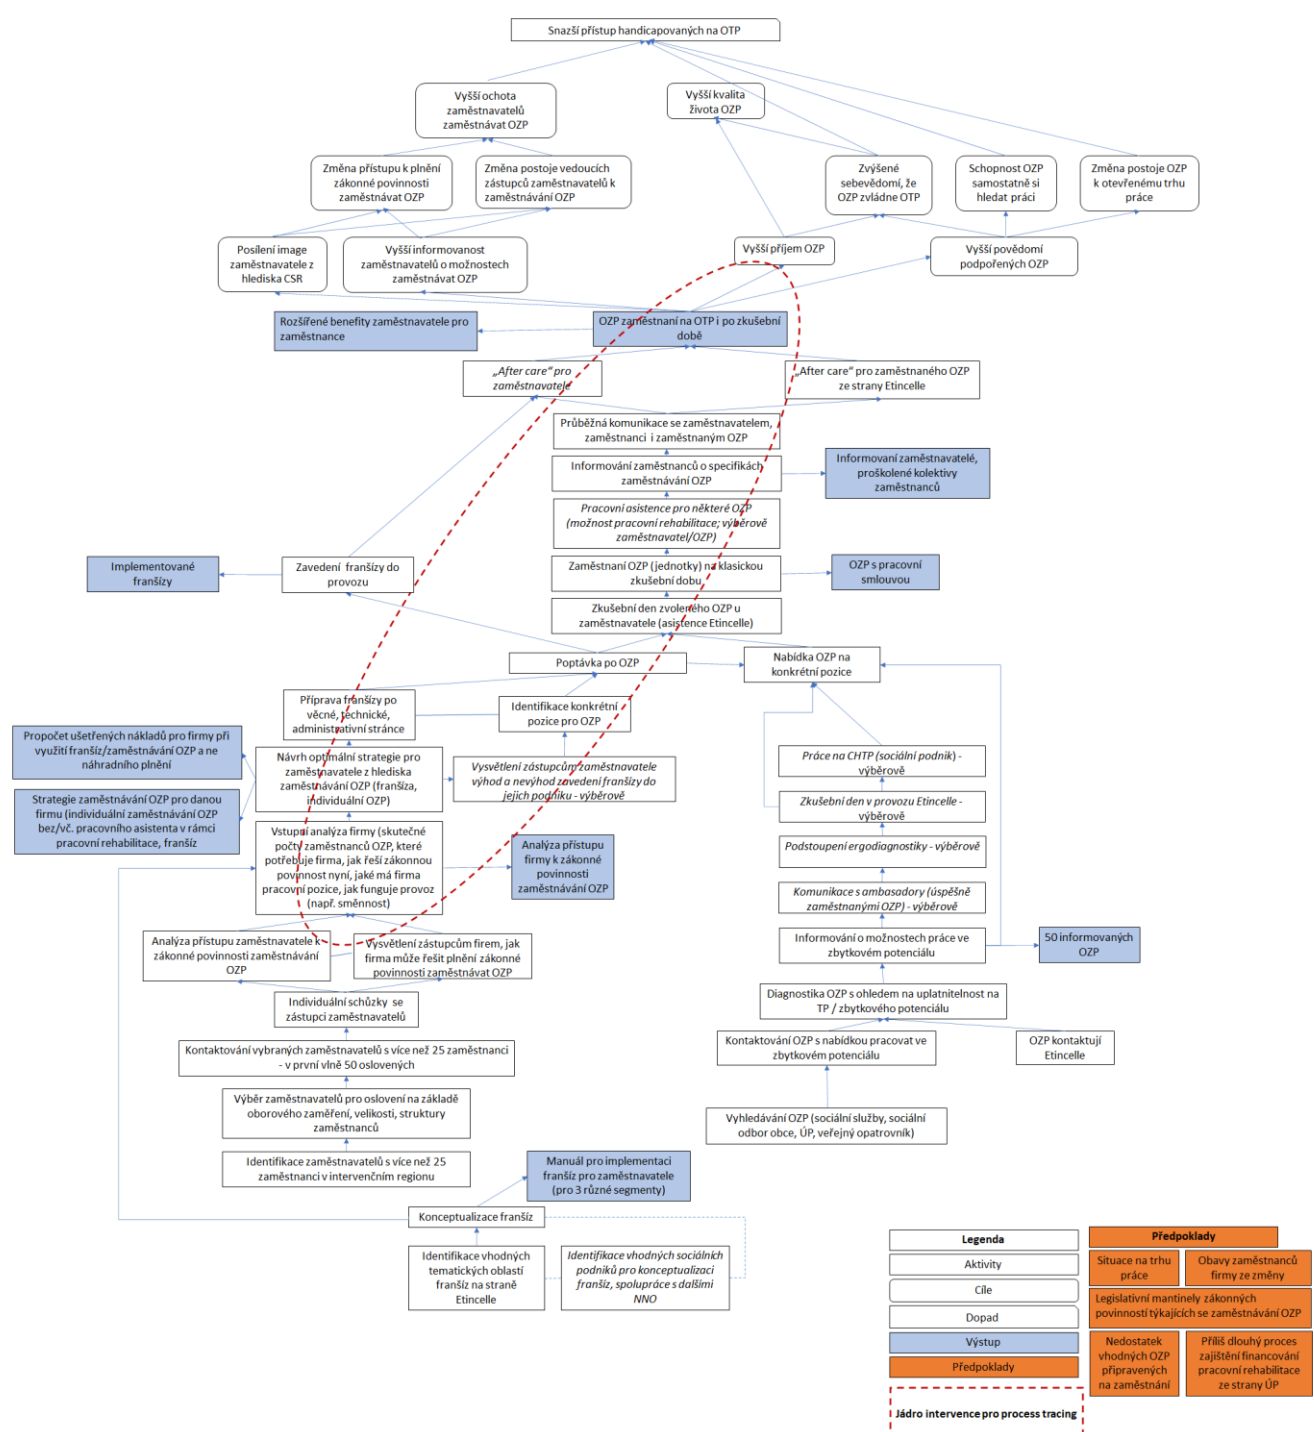 Snazší přístup handicapovaných na OTP
Vyšší ochota
zaměstnavatelů
zaměstnávat OZP
Vyšší kvalita
života OZP
Změna přístupu k plnění
zákonné povinnosti
zaměstnávat OZP
Změna postoje vedoucích
zástupců zaměstnavatelů k
zaměstnávání OZP
Zvýšené
sebevědomí, že
OZP zvládne OTP
Schopnost OZP
samostatně si
hledat práci
Změna postoje OZP
k otevřenému trhu
práce
Posílení image
zaměstnavatele z
hlediska CSR
Vyšší informovanost
zaměstnavatelů o možnostech
zaměstnávat OZP
Vyšší příjem OZP
Vyšší povědomí
podpořených OZP
Rozšířené benefity zaměstnavatele pro
zaměstnance
OZP zaměstnaní na OTP i po zkušební
době
„After care“ pro
zaměstnavatele
„After care“ pro zaměstnaného OZP
ze strany Etincelle
Průběžná komunikace se zaměstnavatelem,
zaměstnanci i zaměstnaným OZP
Informování zaměstnanců o specifikách
zaměstnávání OZP
Informovaní zaměstnavatelé,
proškolené kolektivy
zaměstnanců
Pracovní asistence pro některé OZP
(možnost pracovní rehabilitace; výběrově
zaměstnavatel/OZP)
Implementované
franšízy
Zavedení franšízy do
provozu
Zaměstnaní OZP (jednotky) na klasickou
zkušební dobu
OZP s pracovní
smlouvou
Zkušební den zvoleného OZP u
zaměstnavatele (asistence Etincelle)
Poptávka po OZP
Nabídka OZP na
konkrétní pozice
Příprava franšízy po
věcné, technické,
administrativní stránce
Identifikace konkrétní
pozice pro OZP
Propočet ušetřených nákladů pro firmy při
využití franšíz/zaměstnávání OZP a ne
náhradního plnění
Návrh optimální strategie pro
zaměstnavatele z hlediska
zaměstnávání OZP (franšíza,
individuální OZP)
Vysvětlení zástupcům zaměstnavatele
výhod a nevýhod zavedení franšízy do
jejich podniku - výběrově
Práce na CHTP (sociální podnik) -
výběrově
Strategie zaměstnávání OZP pro danou
firmu (individuální zaměstnávání OZP
bez/vč. pracovního asistenta v rámci
pracovní rehabilitace, franšíz
Zkušební den v provozu Etincelle -
výběrově
Vstupní analýza firmy (skutečné
počty zaměstnanců OZP, které
potřebuje firma, jak řeší zákonnou
povinnost nyní, jaké má firma
pracovní pozice, jak funguje provoz
(např. směnnost)
Analýza přístupu
firmy k zákonné
povinnosti
zaměstnávání OZP
Podstoupení ergodiagnostiky - výběrově
Komunikace s ambasadory (úspěšně
zaměstnanými OZP) - výběrově
Analýza přístupu zaměstnavatele k
zákonné povinnosti zaměstnávání
OZP
Vysvětlení zástupcům firem, jak
firma může řešit plnění zákonné
povinnosti zaměstnávat OZP
Informování o možnostech práce ve
zbytkovém potenciálu
50 informovaných
OZP
Individuální schůzky se
zástupci zaměstnavatelů
Diagnostika OZP s ohledem na uplatnitelnost na
TP / zbytkového potenciálu
Kontaktování vybraných zaměstnavatelů s více než 25 zaměstnanci
- v první vlně 50 oslovených
Kontaktování OZP s nabídkou pracovat ve
zbytkovém potenciálu
OZP kontaktují
Etincelle
Výběr zaměstnavatelů pro oslovení na základě
oborového zaměření, velikosti, struktury
zaměstnanců
Vyhledávání OZP (sociální služby, sociální
odbor obce, ÚP, veřejný opatrovník)
Identifikace zaměstnavatelů s více než 25
zaměstnanci v intervenčním regionu
Manuál pro implementaci
franšíz pro zaměstnavatele
(pro 3 různé segmenty)
Konceptualizace franšíz
Identifikace vhodných
tematických oblastí
franšíz na straně
Etincelle
Identifikace vhodných sociálních
podniků pro konceptualizaci
franšíz, spolupráce s dalšími
NNO
Legenda
Aktivity
Cíle
Dopad
Výstup
Předpoklady
Jádro intervence pro process tracing
Předpoklady
Situace na trhu
práce
Obavy zaměstnanců
firmy ze změny
Legislativní mantinely zákonných
povinností týkajících se zaměstnávání OZP
Nedostatek
vhodných OZP
připravených
na zaměstnání
Příliš dlouhý proces
zajištění financování
pracovní rehabilitace
ze strany ÚP